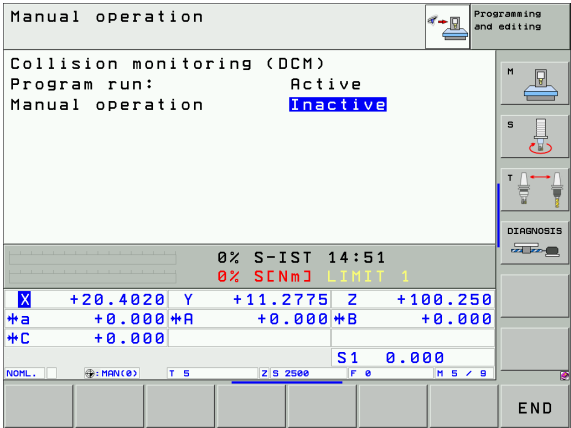 Manual operation
Programming
and editing
Collision monitoring (DCM)
Program run: Active
Manual operation Inactive
M
S
T
DIAGNOSIS
0% S-IST 14:51
0% S[Nm] LIMIT 1
X +20.4020 Y +11.2775 Z +100.250
a +0.000 A +0.000 B +0.000
C +0.000
S1 0.000
NOML. : MAN(0) T 5 Z S 2500 F 0 M 5 / 9
END